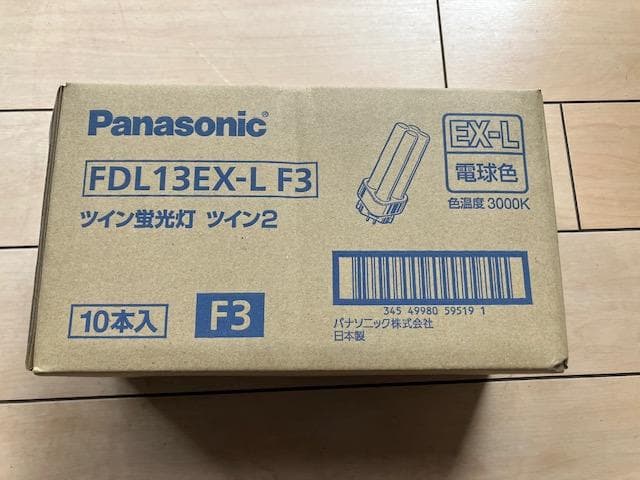 Panasonic®
FDL13EX-L F3
ツイン蛍光灯 ツイン2
EX-L
電球色
色温度 3000K
10本入
F3
345 49980 59519 1
パナソニック株式会社
日本製